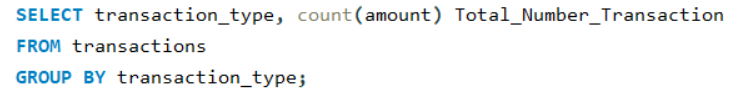 SELECT transaction_type, count(amount) Total_Number_Transaction
FROM transactions
GROUP BY transaction_type;